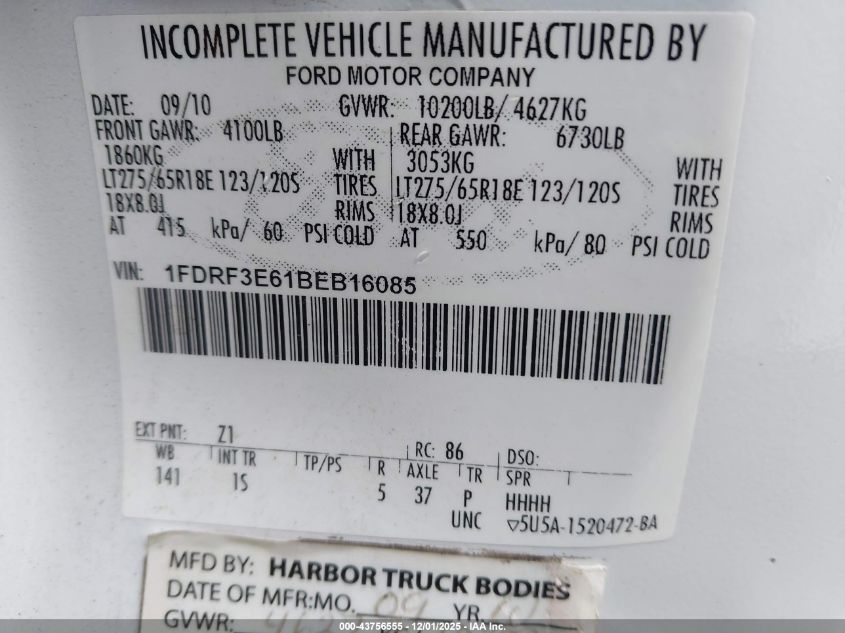 INCOMPLETE VEHICLE MANUFACTURED BY
FORD MOTOR COMPANY
DATE: 09/10 GVWR: 10200LB/ 4627KG
FRONT GAWR: 4100LB REAR GAWR: 6730LB
1860KG WITH 3053KG WITH
LT275/65R18E 123/120S TIRES LT275/65R18E 123/120S TIRES
18X8.0J RIMS 18X8.0J RIMS
AT 415 kPa/ 60 PSI COLD AT 550 kPa/ 80 PSI COLD
VIN: 1FDRF3E61BEB16085
EXT PNT: Z1 RC: 86 DSO:
WB INT TR TP/PS R AXLE TR SPR
141 1S 5 37 P HHHH
UNC ▽5U5A-1520472-BA
MFD BY: HARBOR TRUCK BODIES
DATE OF MFR: MO. 09 YR
GVWR:
000-43756555 - 12/01/2025 - IAA Inc.